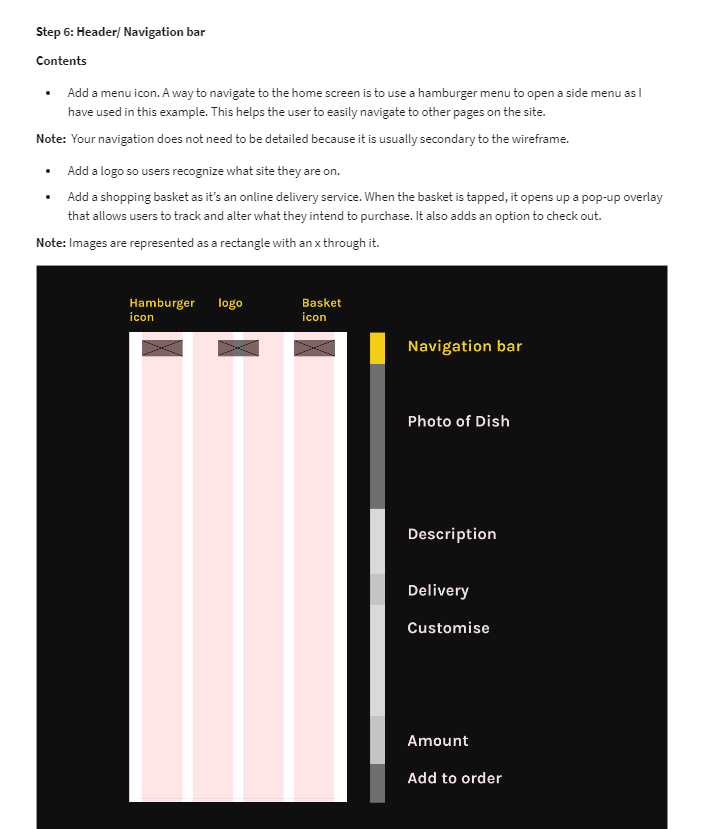 Step 6: Header/ Navigation bar
Contents
• Add a menu icon. A way to navigate to the home screen is to use a hamburger menu to open a side menu as I
have used in this example. This helps the user to easily navigate to other pages on the site.
Note: Your navigation does not need to be detailed because it is usually secondary to the wireframe.
• Add a logo so users recognize what site they are on.
• Add a shopping basket as it’s an online delivery service. When the basket is tapped, it opens up a pop-up overlay
that allows users to track and alter what they intend to purchase. It also adds an option to check out.
Note: Images are represented as a rectangle with an x through it.
Hamburger
icon
logo
Basket
icon
Navigation bar
Photo of Dish
Description
Delivery
Customise
Amount
Add to order